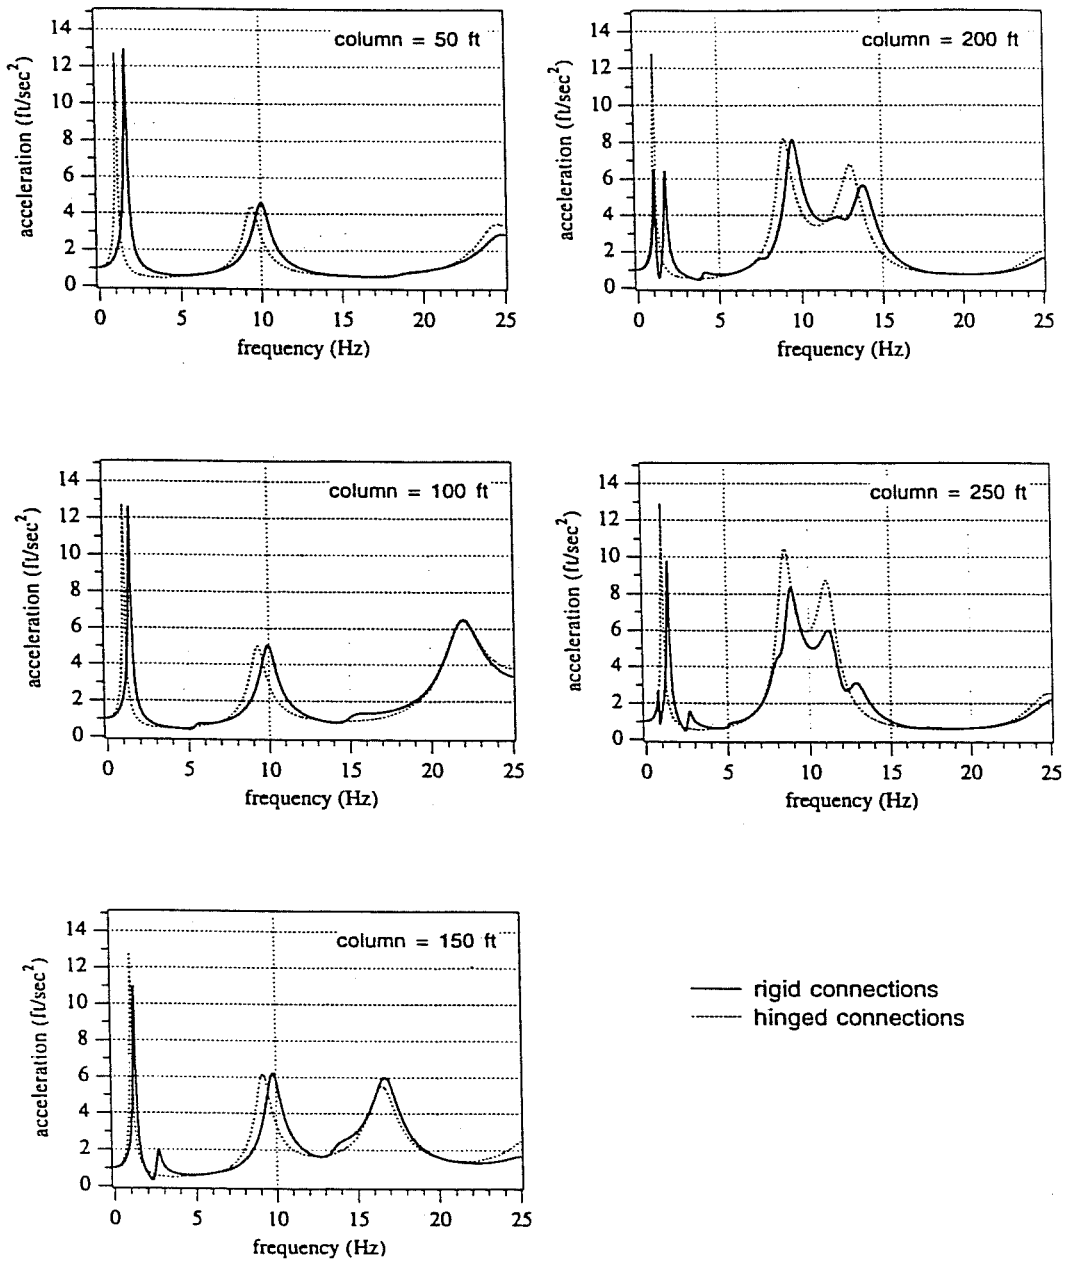 column = 50 ft
acceleration (ft/sec²)
14
12
10
8
6
4
2
0
0 5 10 15 20 25
frequency (Hz)
column = 200 ft
acceleration (ft/sec²)
14
12
10
8
6
4
2
0
0 5 10 15 20 25
frequency (Hz)
column = 100 ft
acceleration (ft/sec²)
14
12
10
8
6
4
2
0
0 5 10 15 20 25
frequency (Hz)
column = 250 ft
acceleration (ft/sec²)
14
12
10
8
6
4
2
0
0 5 10 15 20 25
frequency (Hz)
column = 150 ft
acceleration (ft/sec²)
14
12
10
8
6
4
2
0
0 5 10 15 20 25
frequency (Hz)
rigid connections
hinged connections